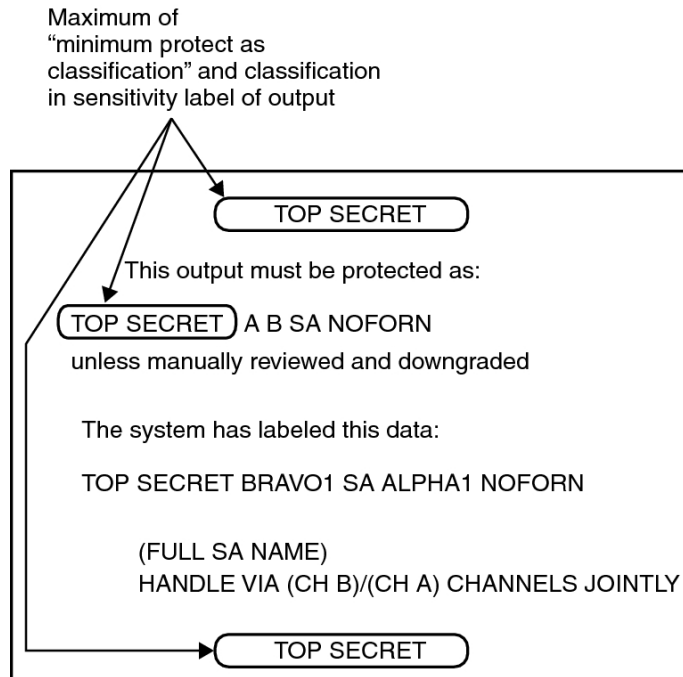 Maximum of
“minimum protect as
classification” and classification
in sensitivity label of output
TOP SECRET
This output must be protected as:
TOP SECRET A B SA NOFORN
unless manually reviewed and downgraded
The system has labeled this data:
TOP SECRET BRAVO1 SA ALPHA1 NOFORN
(FULL SA NAME)
HANDLE VIA (CH B)/(CH A) CHANNELS JOINTLY
TOP SECRET